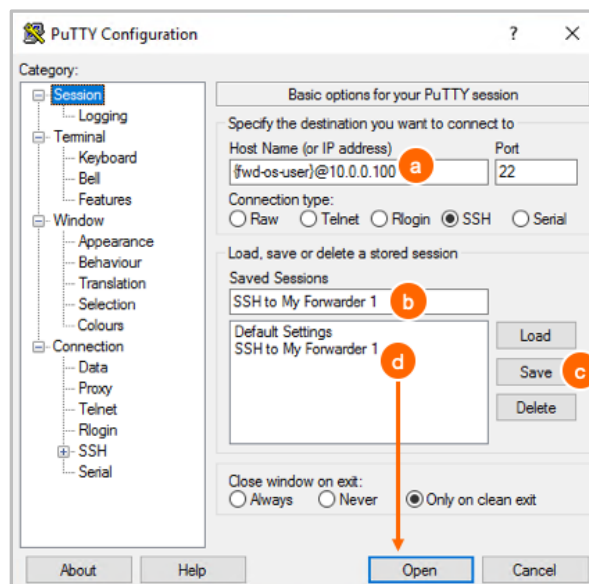 PuTTY Configuration
?
Category:
Session
Logging
Terminal
Keyboard
Bell
Features
Window
Appearance
Behaviour
Translation
Selection
Colours
Connection
Data
Proxy
Telnet
Rlogin
SSH
Serial
Basic options for your PuTTY session
Specify the destination you want to connect to
Host Name (or IP address) Port
{fwd-os-user}@10.0.0.100 a 22
Connection type:
Raw Telnet Rlogin SSH Serial
Load, save or delete a stored session
Saved Sessions
SSH to My Forwarder 1 b
Default Settings
SSH to My Forwarder 1 d
Load
Save c
Delete
Close window on exit:
Always Never Only on clean exit
About Help Open Cancel